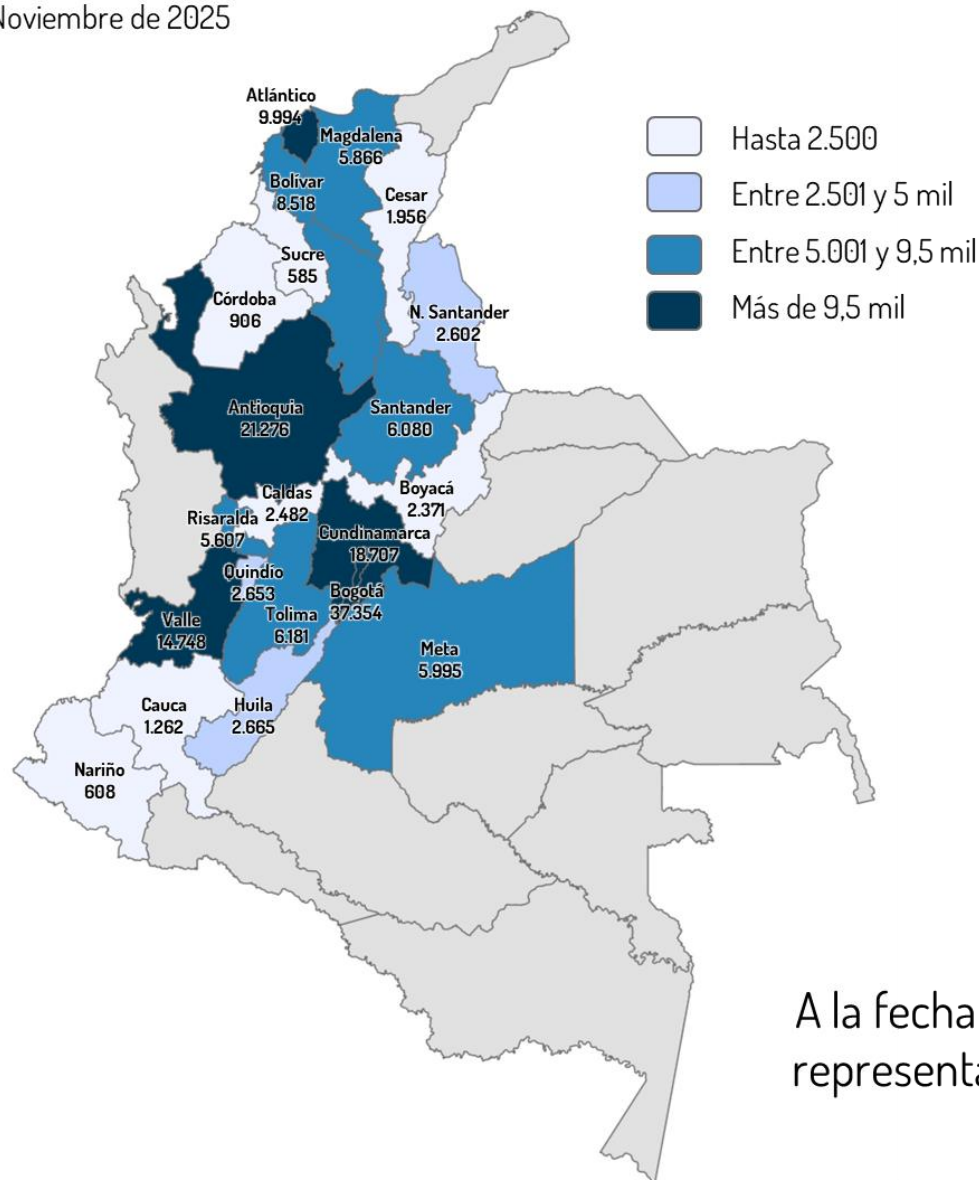 Noviembre de 2025
Hasta 2.500
Entre 2.501 y 5 mil
Entre 5.001 y 9,5 mil
Más de 9,5 mil
Atlántico
9.994
Magdalena
5.866
Bolívar
8.518
Cesar
1.956
Sucre
585
Córdoba
906
N. Santander
2.602
Antioquia
21.276
Santander
6.080
Boyacá
2.371
Caldas
2.482
Risaralda
5.607
Cundinamarca
18.707
Quindío
2.653
Bogotá
37.354
Tolima
6.181
Valle
14.748
Meta
5.995
Cauca
1.262
Huila
2.665
Nariño
608
A la fecha
represent